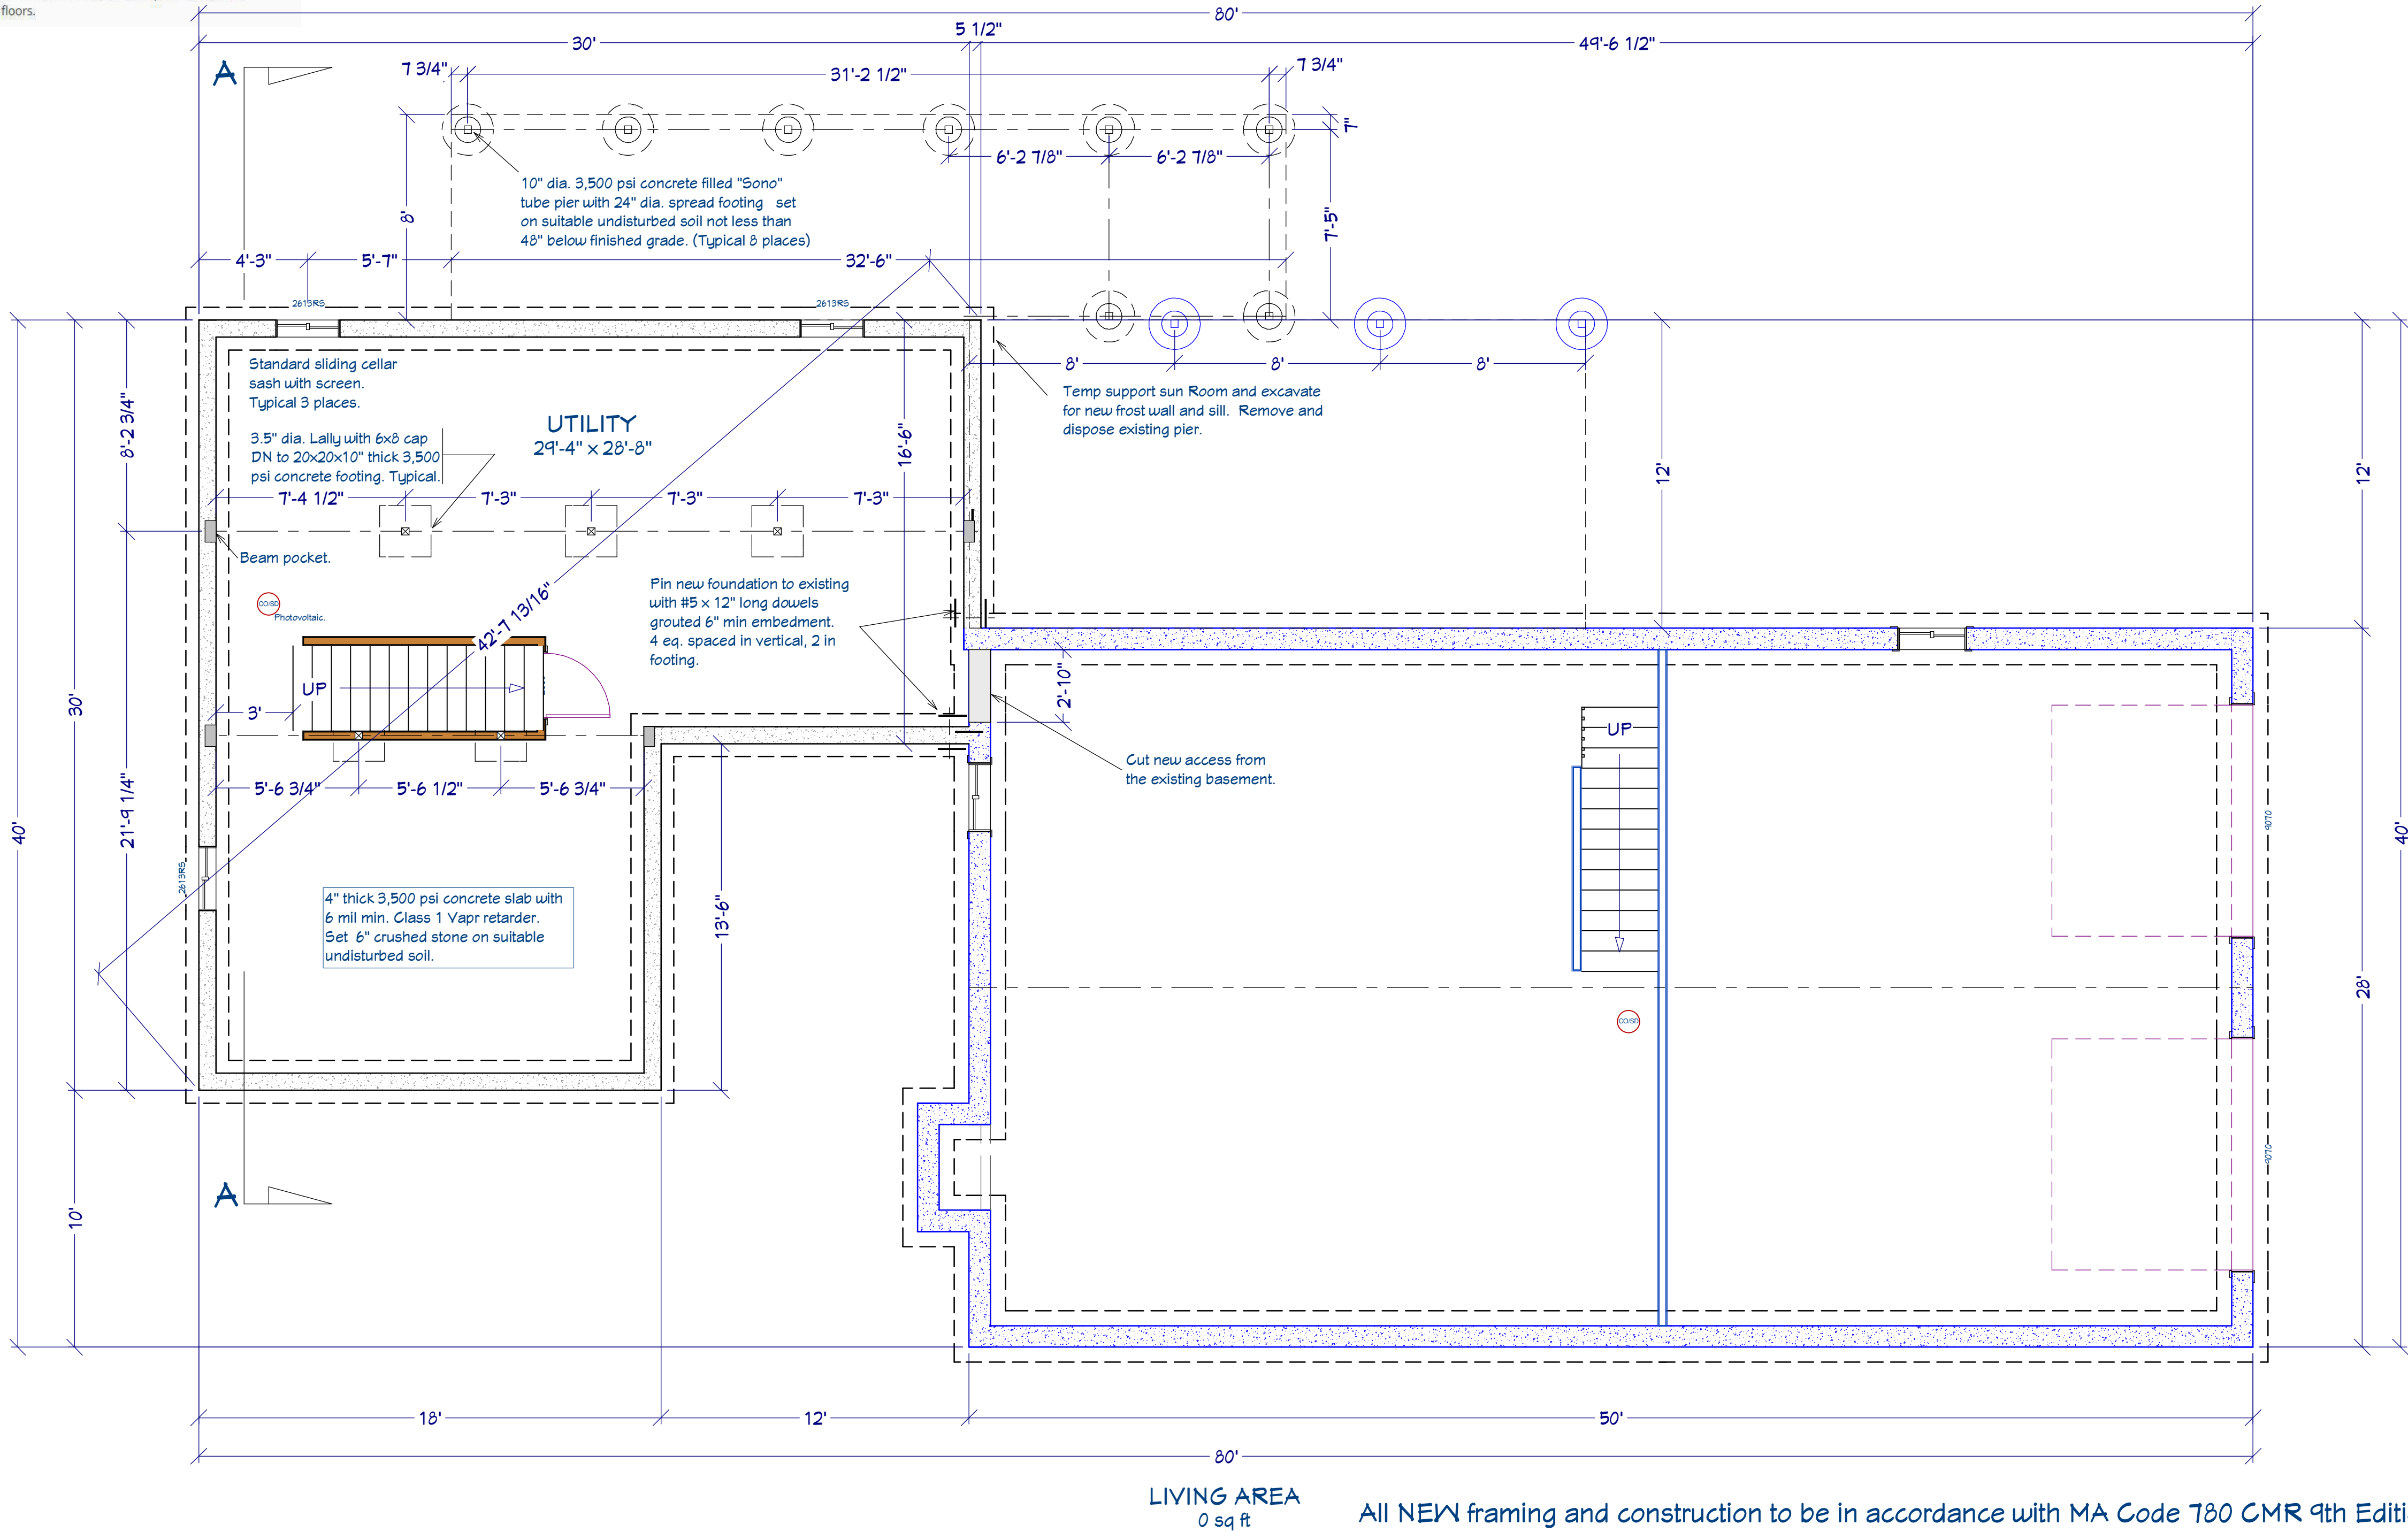 floors.
80'
5 1/2"
30'
49'-6 1/2"
A
7 3/4"
31'-2 1/2"
7 3/4"
7"
6'-2 7/8"
6'-2 7/8"
10" dia. 3,500 psi concrete filled "Sono"
tube pier with 24" dia. spread footing set
on suitable undisturbed soil not less than
48" below finished grade. (Typical 8 places)
8'
7'-5"
4'-3"
5'-7"
32'-6"
2613RS
2613RS
Standard sliding cellar
sash with screen.
Typical 3 places.
8'
8'
8'
UTILITY
29'-4" x 28'-8"
Temp support sun Room and excavate
for new frost wall and sill. Remove and
dispose existing pier.
8'-2 3/4"
3.5" dia. Lally with 6x8 cap
DN to 20x20x10" thick 3,500
psi concrete footing. Typical.
16'-6"
12'
12'
7'-4 1/2"
7'-3"
7'-3"
7'-3"
Beam pocket.
CO/SD
Photovoltaic.
42'-7 13/16"
Pin new foundation to existing
with #5 x 12" long dowels
grouted 6" min embedment.
4 eq. spaced in vertical, 2 in
footing.
UP
3'
2'-10"
30'
UP
Cut new access from
the existing basement.
5'-6 3/4"
5'-6 1/2"
5'-6 3/4"
40'
21'-9 1/4"
9070
40'
2613RS
4" thick 3,500 psi concrete slab with
6 mil min. Class 1 Vapr retarder.
Set 6" crushed stone on suitable
undisturbed soil.
13'-6"
28'
CO/SD
9070
A
10'
18'
12'
50'
80'
LIVING AREA
0 sq ft
All NEW framing and construction to be in accordance with MA Code 780 CMR 9th Editi